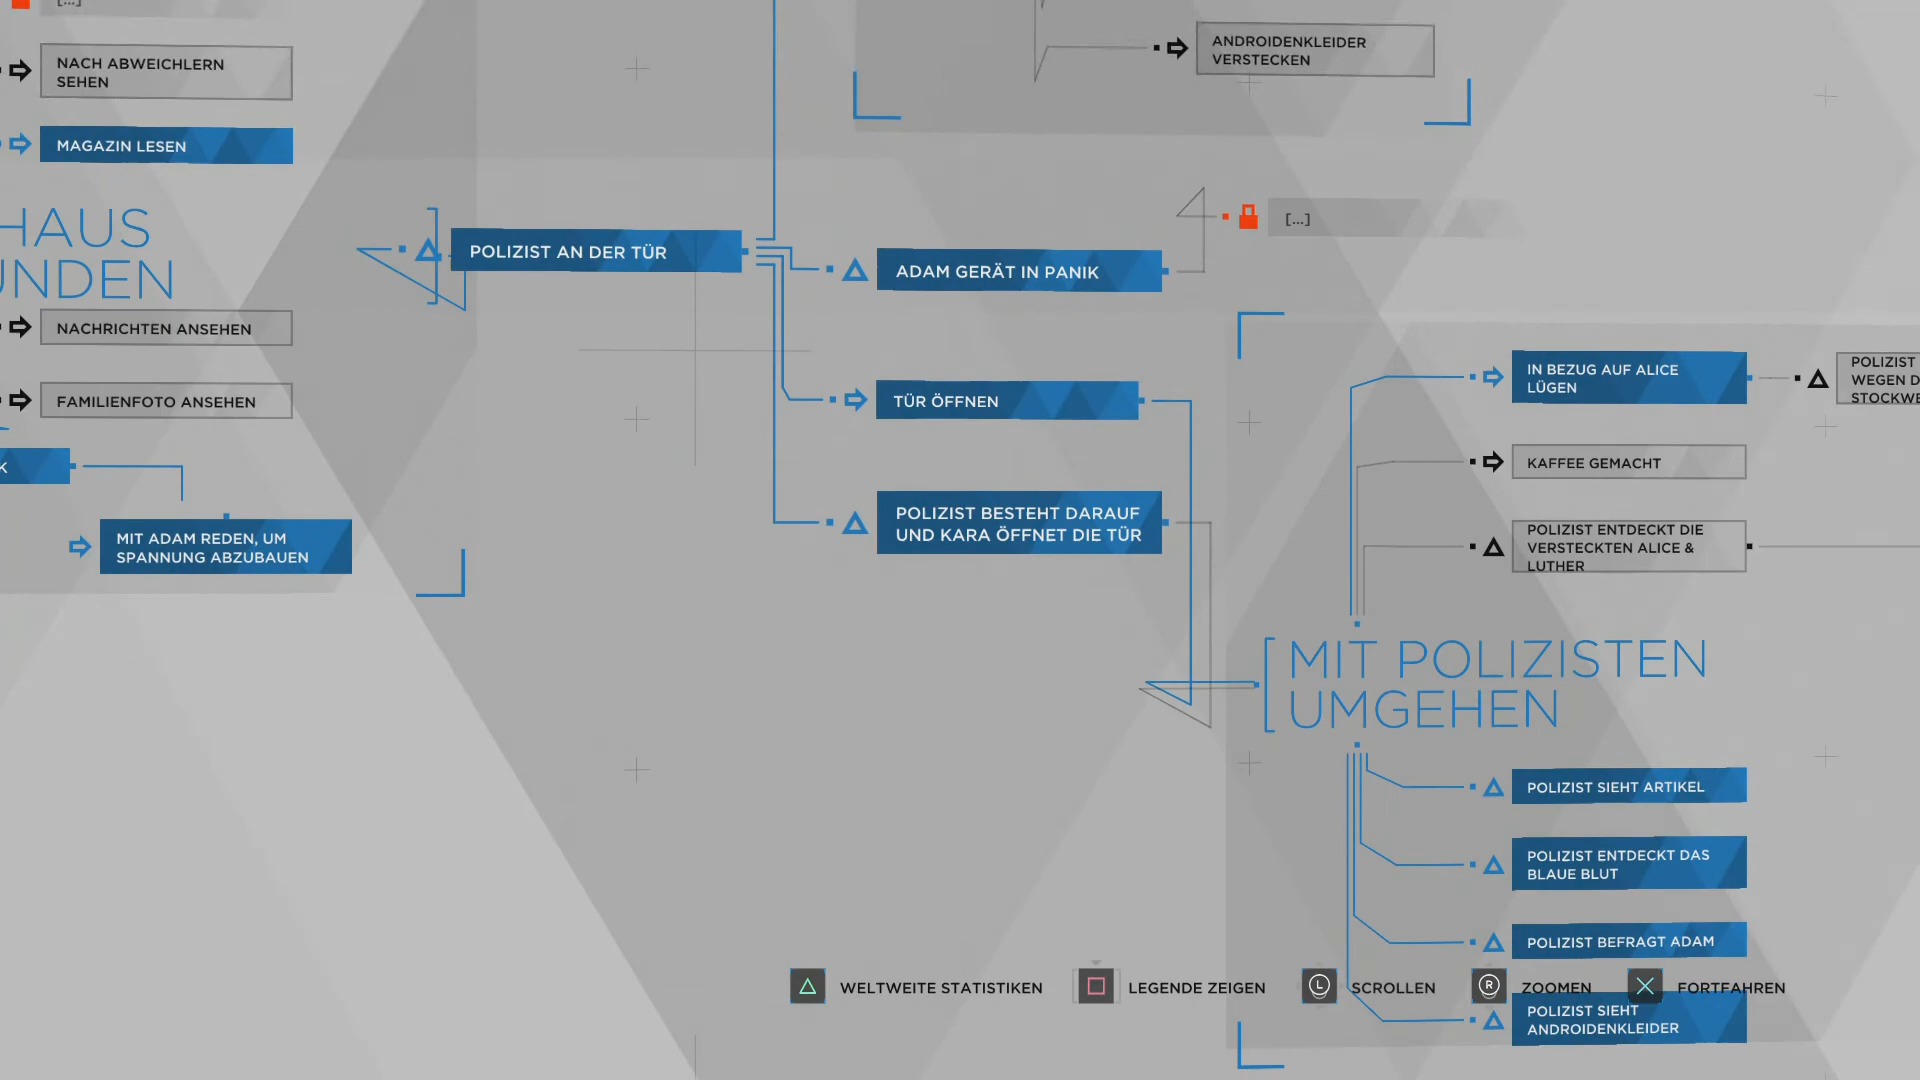 [...]
NACH ABWEICHLERN
SEHEN
MAGAZIN LESEN
HAUS
UNDEN
NACHRICHTEN ANSEHEN
FAMILIENFOTO ANSEHEN
K
MIT ADAM REDEN, UM
SPANNUNG ABZUBAUEN
POLIZIST AN DER TÜR
ANDROIDENKLEIDER
VERSTECKEN
[...]
ADAM GERÄT IN PANIK
TÜR ÖFFNEN
POLIZIST BESTEHT DARAUF
UND KARA ÖFFNET DIE TÜR
IN BEZUG AUF ALICE
LÜGEN
POLIZIST
WEGEN D
STOCKWE
KAFFEE GEMACHT
POLIZIST ENTDECKT DIE
VERSTECKTEN ALICE &
LUTHER
MIT POLIZISTEN
UMGEHEN
POLIZIST SIEHT ARTIKEL
POLIZIST ENTDECKT DAS
BLAUE BLUT
POLIZIST BEFRAGT ADAM
POLIZIST SIEHT
ANDROIDENKLEIDER
WELTWEITE STATISTIKEN
LEGENDE ZEIGEN
L
SCROLLEN
R
ZOOMEN
FORTFAHREN